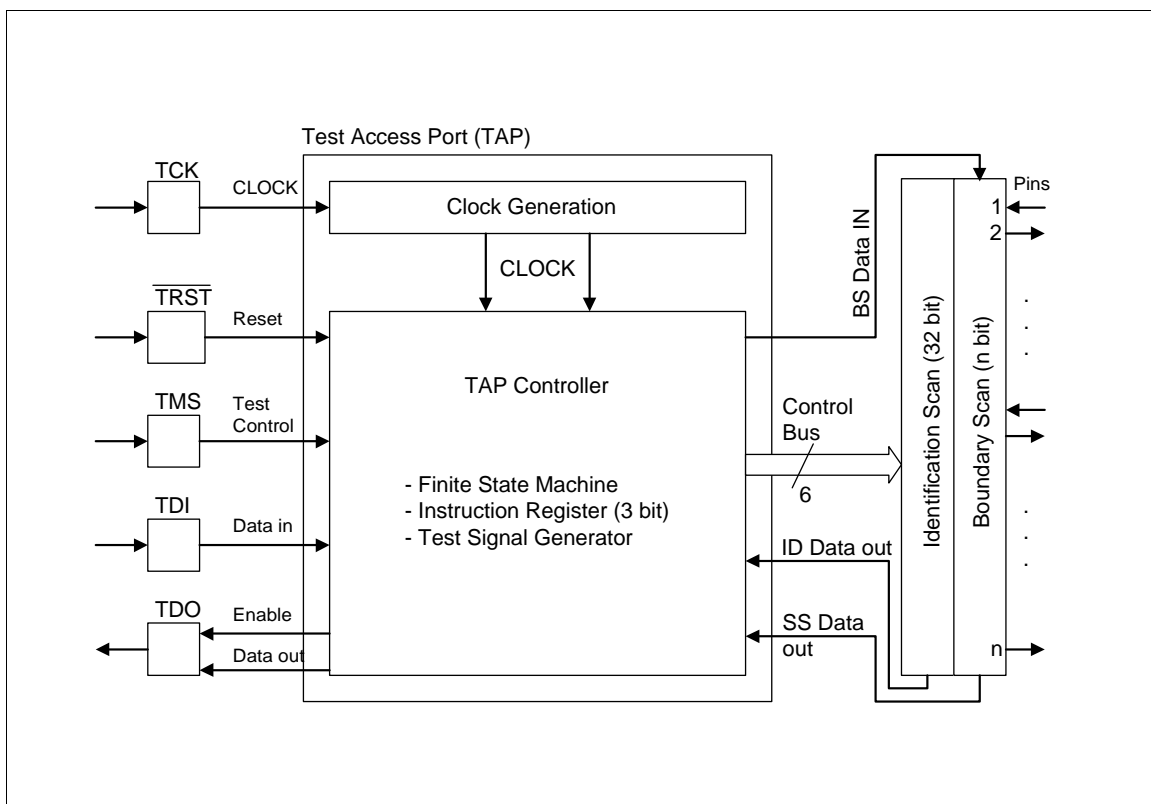 Test Access Port (TAP)
TCK
CLOCK
Clock Generation
CLOCK
TRST
Reset
TMS
Test
Control
TDI
Data in
TDO
Enable
Data out
TAP Controller
- Finite State Machine
- Instruction Register (3 bit)
- Test Signal Generator
BS Data IN
Control
Bus
6
ID Data out
SS Data
out
Identification Scan (32 bit)
Boundary Scan (n bit)
Pins
1
2
n